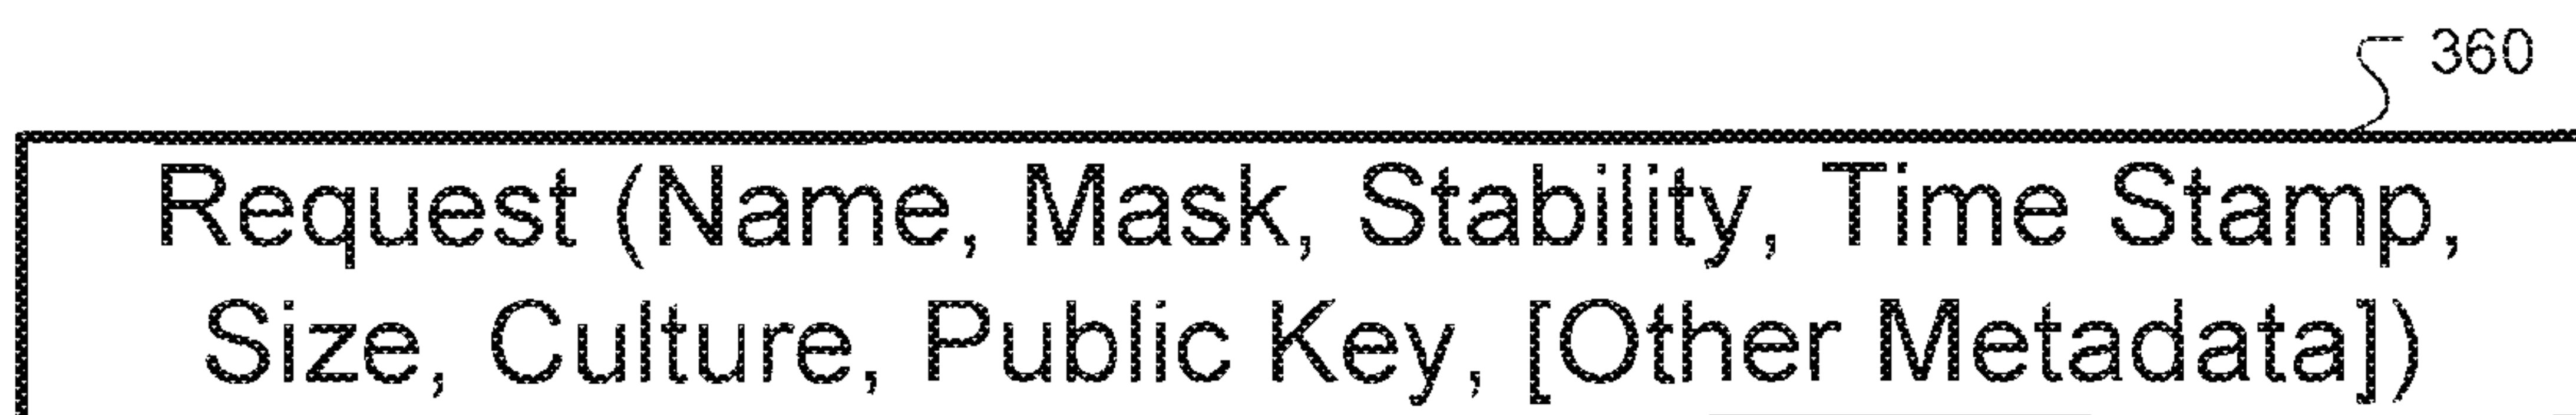 360
Request (Name, Mask, Stability, Time Stamp,
Size, Culture, Public Key, [Other Metadata])